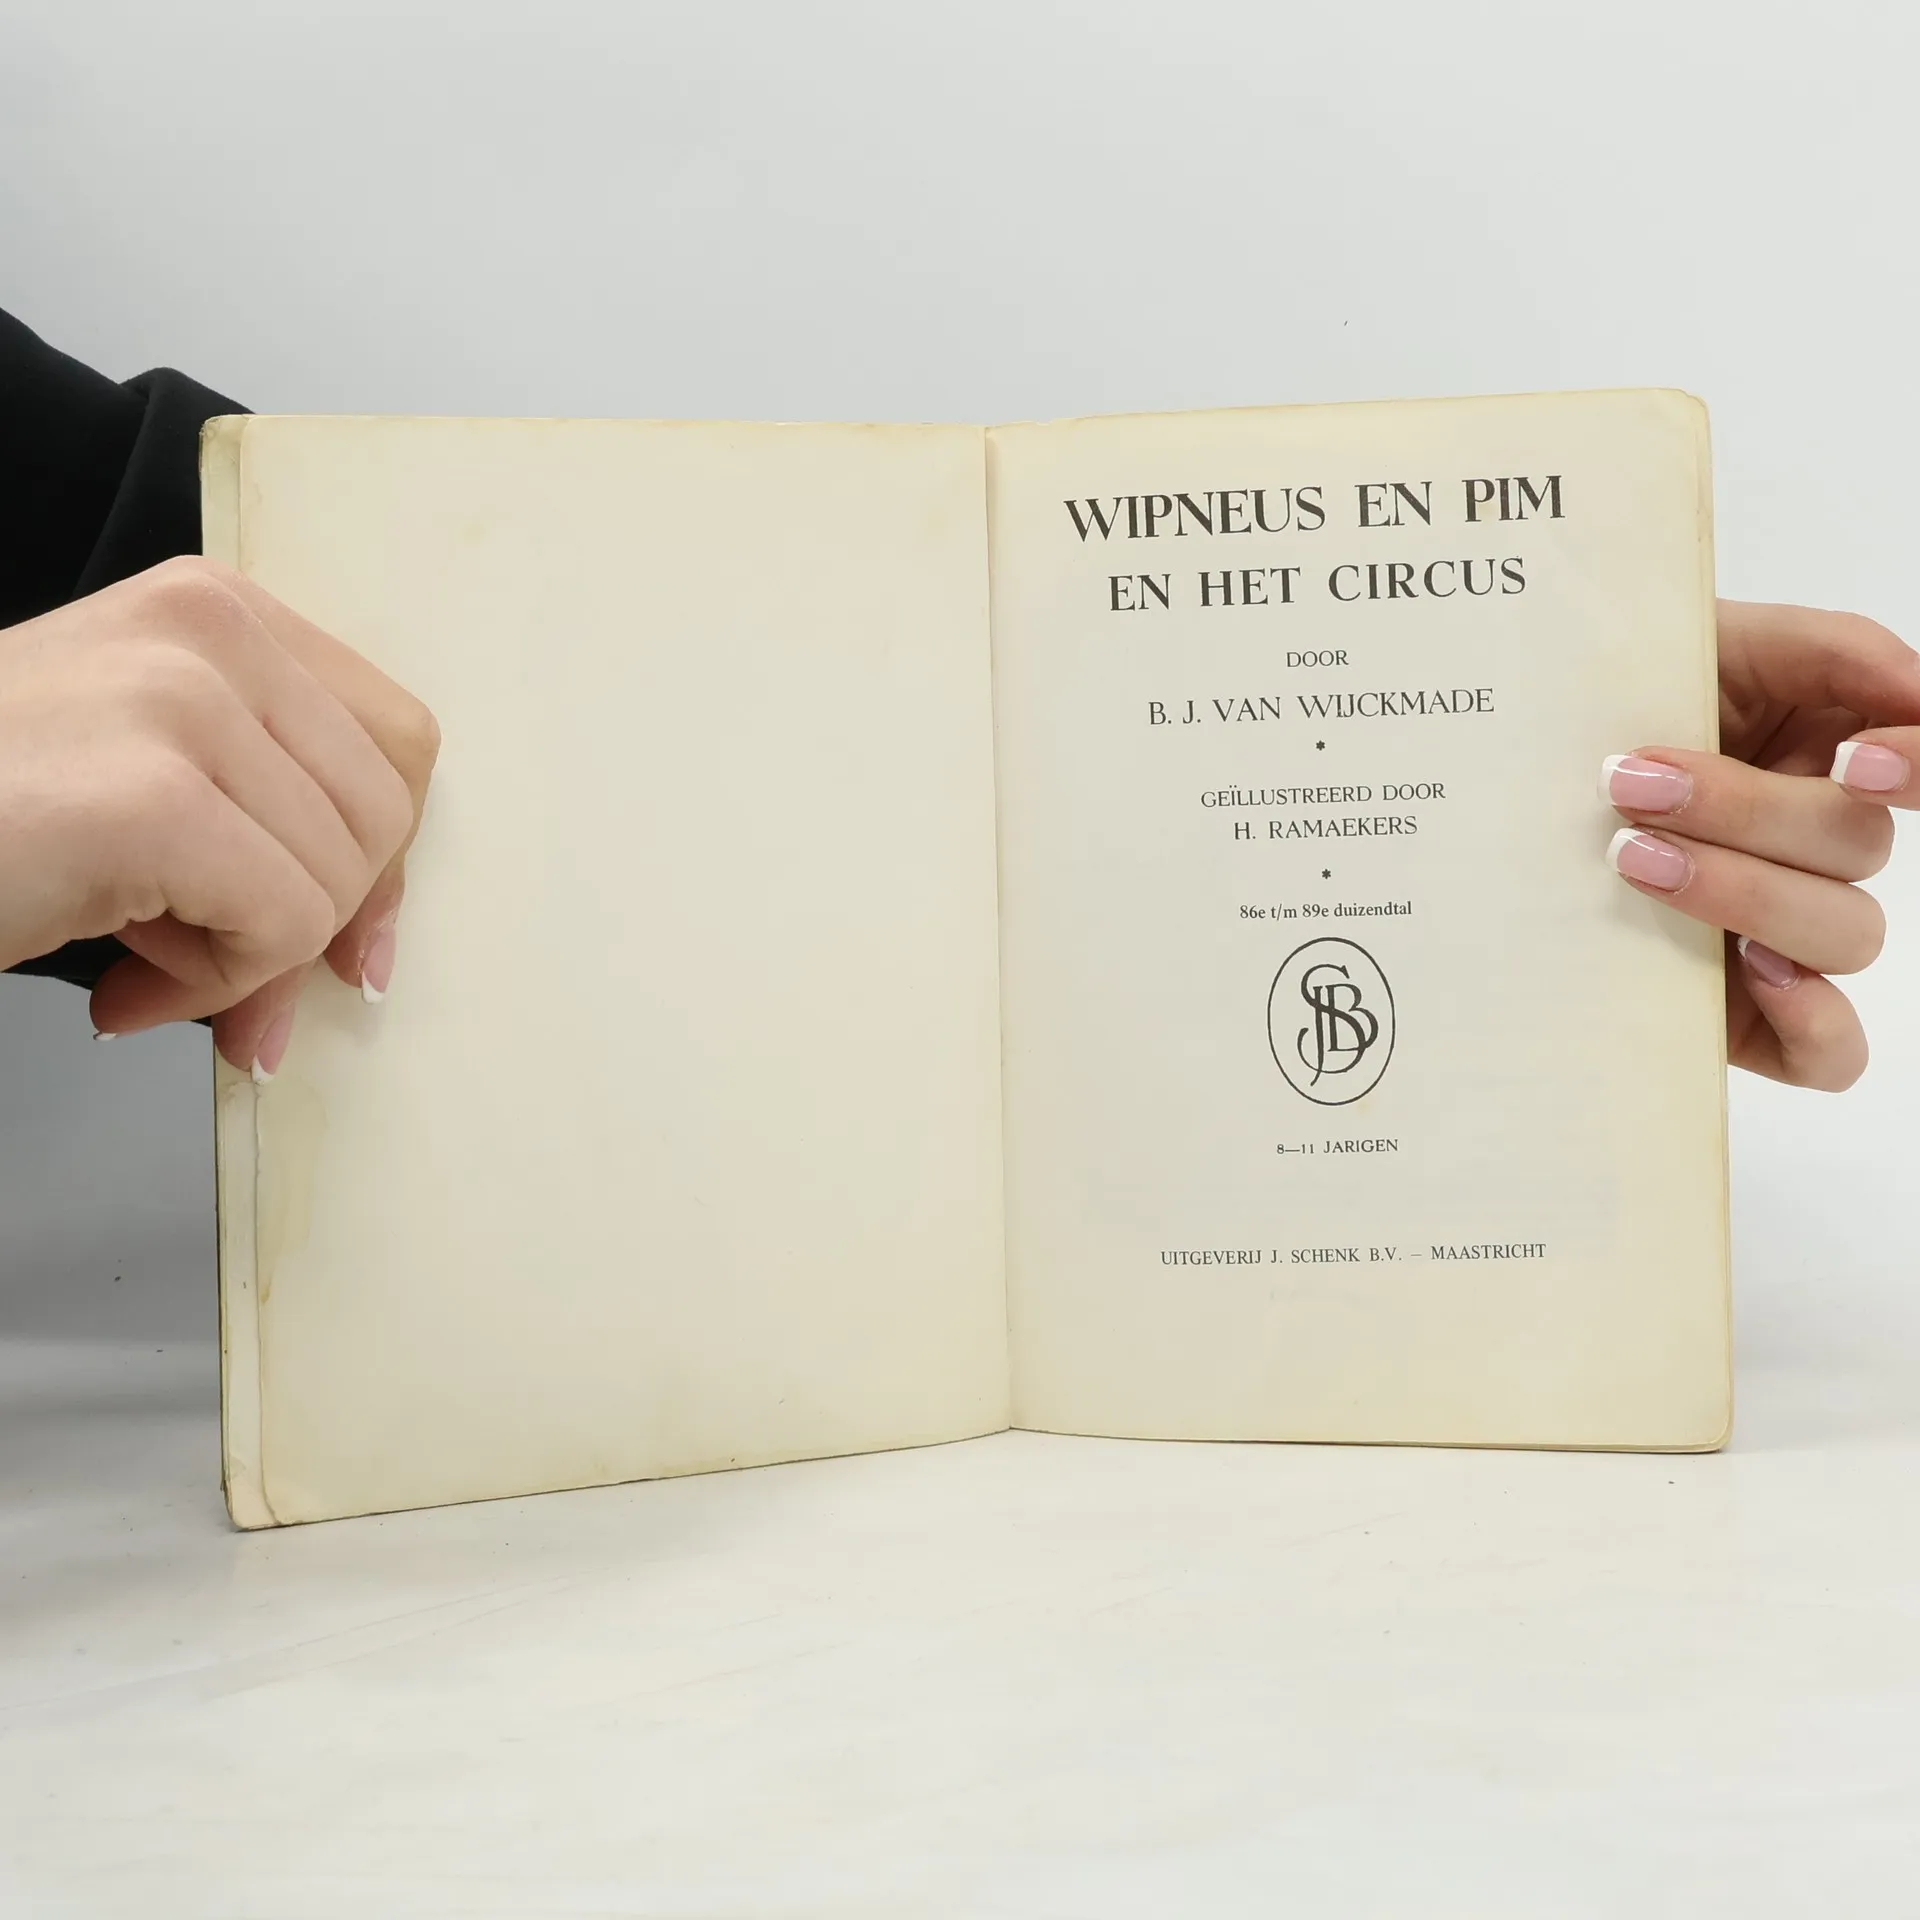 WIPNEUS EN PIM
EN HET CIRCUS
DOOR
B. J. VAN WIJCKMADE
*
GEÏLLUSTREERD DOOR
H. RAMAEKERS
*
86e t/m 89e duizendtal
JSB
8—11 JARIGEN
UITGEVERIJ J. SCHENK B.V. – MAASTRICHT